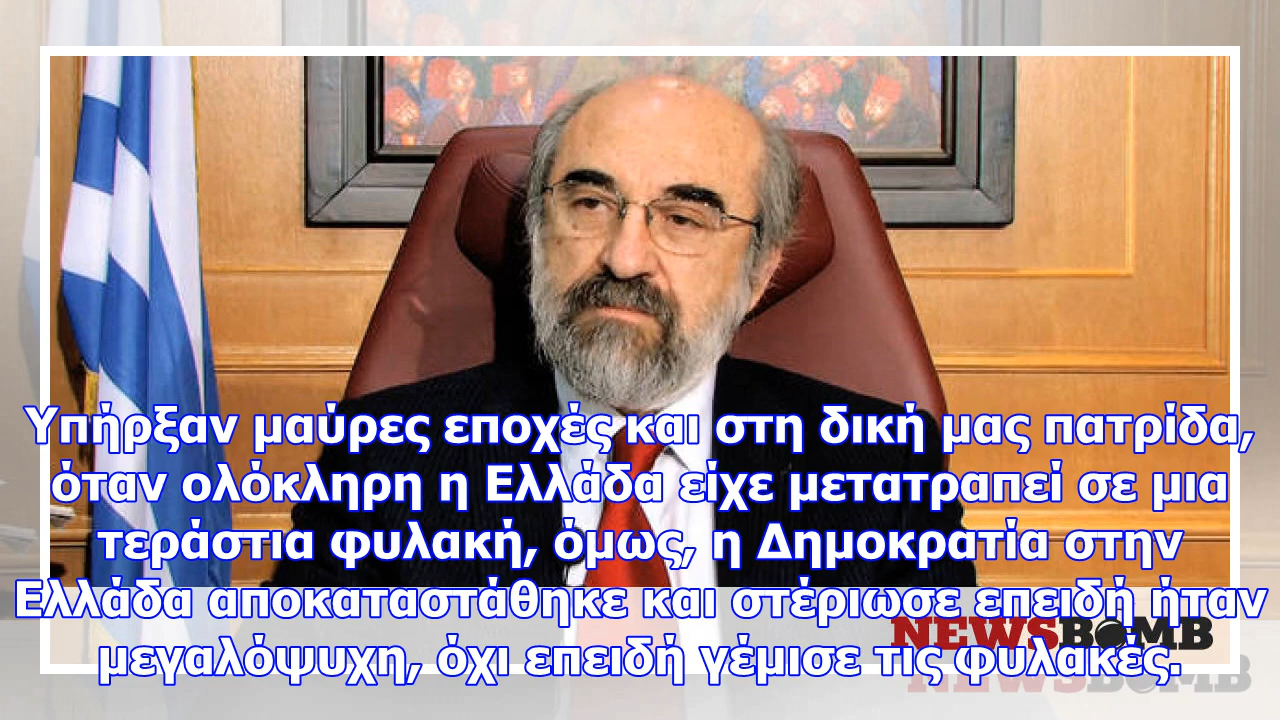 Υπήρξαν μαύρες εποχές και στη δική μας πατρίδα,
όταν ολόκληρη η Ελλάδα είχε μετατραπεί σε μια
τεράστια φυλακή, όμως, η Δημοκρατία στην
Ελλάδα αποκαταστάθηκε και στέριωσε επειδή ήταν
μεγαλόψυχη, όχι επειδή γέμισε τις φυλακές.
NEWSBOMB
NEWSBOMB